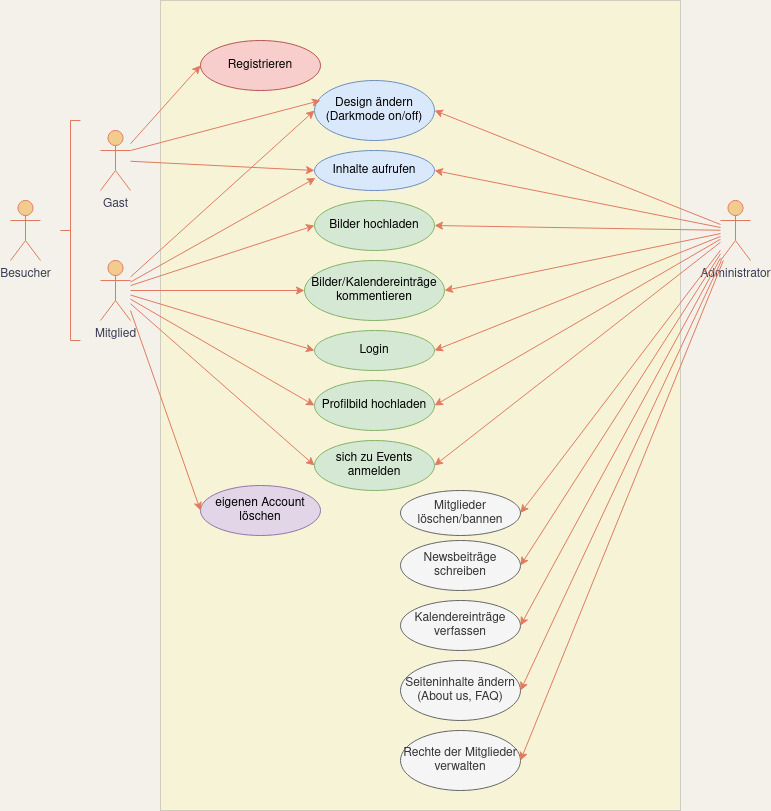 Registrieren
Design ändern
(Darkmode on/off)
Inhalte aufrufen
Gast
Bilder hochladen
Besucher
Administrator
Bilder/Kalendereinträge
kommentieren
Mitglied
Login
Profilbild hochladen
sich zu Events
anmelden
eigenen Account
löschen
Mitglieder
löschen/bannen
Newsbeiträge
schreiben
Kalendereinträge
verfassen
Seiteninhalte ändern
(About us, FAQ)
Rechte der Mitglieder
verwalten